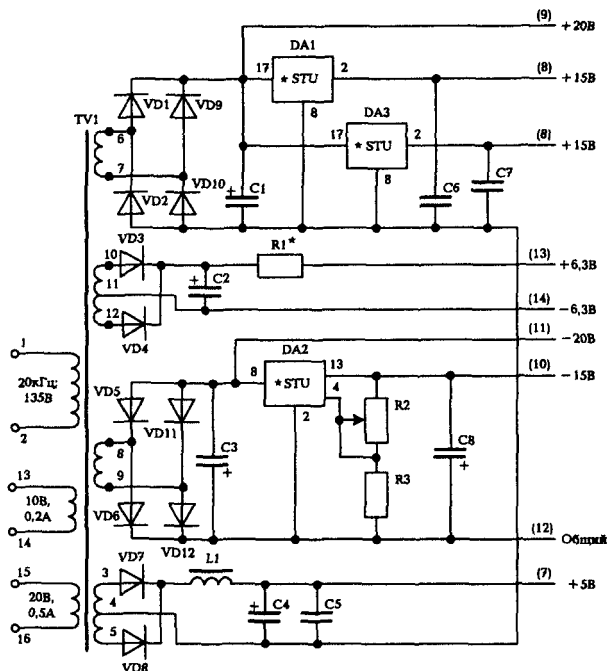 (9)
+20В
DA1
17
* STU
2
(8)
+15В
8
VD1
VD9
DA3
TV1
17
* STU
2
(8)
+15В
6
7
8
VD2
VD10
+
C1
C6
C7
VD3
10
R1*
(13)
+6,3В
11
+
C2
(14)
−6,3В
12
VD4
(11)
−20В
1
20кГц;
135В
2
DA2
8
*STU
13
4
2
(10)
−15В
VD5
VD11
R2
8
C3
+
C8
+
9
R3
13
10В,
0,2А
14
VD6
VD12
(12)
Общий
VD7
L1
3
(7)
+5В
15
20В,
0,5А
16
4
+
C4
C5
5
VD8